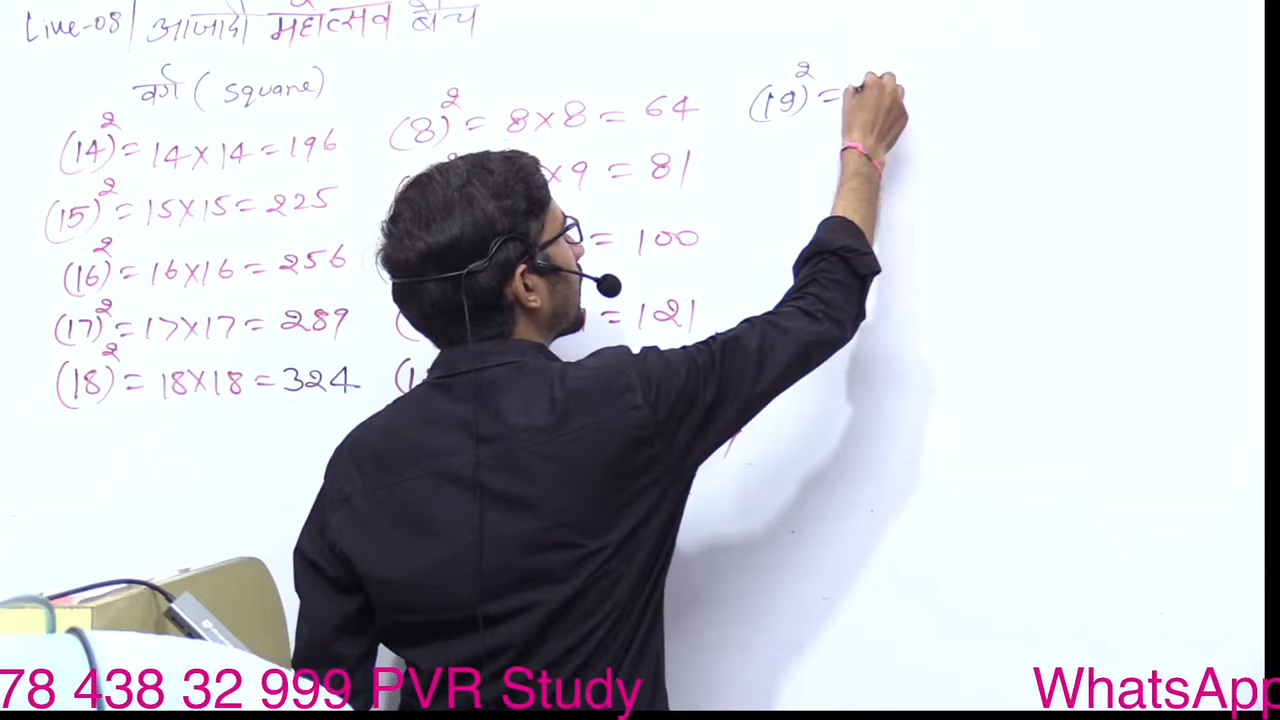 Live-08| आजादी महोत्सव बैच
वर्ग ( square)
(14)² = 14×14 = 196
(15)² = 15×15 = 225
(16)² = 16×16 = 256
(17)² = 17×17 = 289
(18)² = 18×18 = 324
(8)² = 8×8 = 64
×9 = 81
= 100
= 121
(19)² =
78 438 32 999 PVR Study
WhatsApp